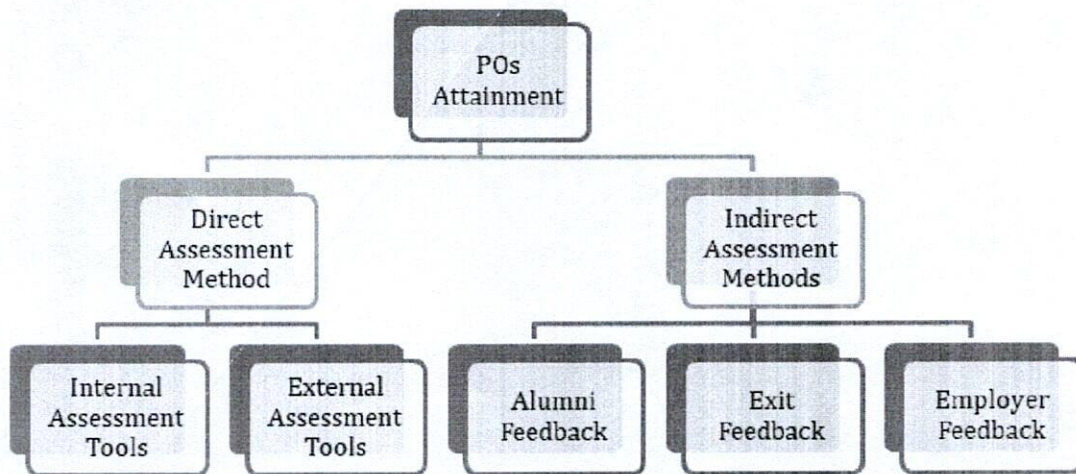 POs
Attainment
Direct
Assessment
Method
Indirect
Assessment
Methods
Internal
Assessment
Tools
External
Assessment
Tools
Alumni
Feedback
Exit
Feedback
Employer
Feedback